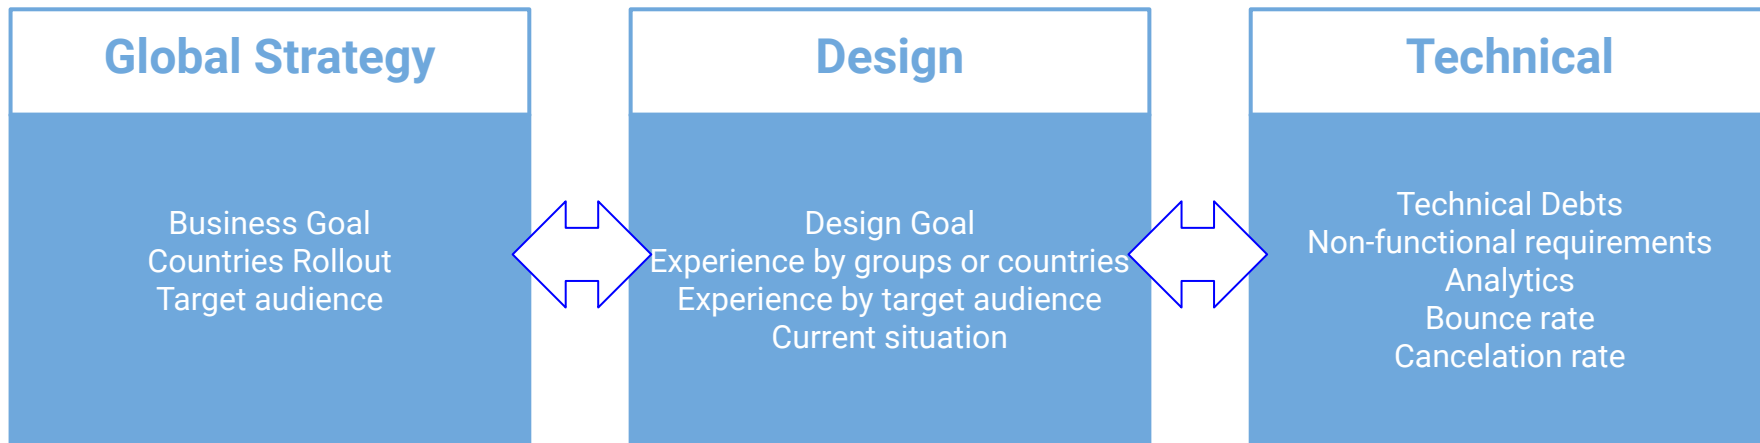 Global Strategy
Business Goal
Countries Rollout
Target audience
Design
Design Goal
Experience by groups or countries
Experience by target audience
Current situation
Technical
Technical Debts
Non-functional requirements
Analytics
Bounce rate
Cancelation rate